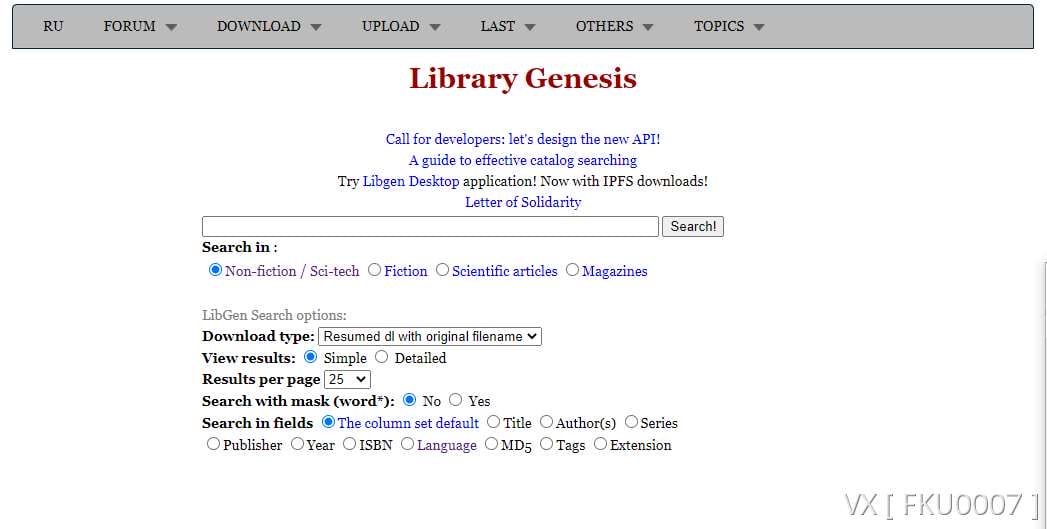 RU FORUM DOWNLOAD UPLOAD LAST OTHERS TOPICS
Library Genesis
Call for developers: let's design the new API!
A guide to effective catalog searching
Try Libgen Desktop application! Now with IPFS downloads!
Letter of Solidarity
Search!
Search in :
Non-fiction / Sci-tech Fiction Scientific articles Magazines
LibGen Search options:
Download type: Resumed dl with original filename
View results: Simple Detailed
Results per page 25
Search with mask (word*): No Yes
Search in fields The column set default Title Author(s) Series
Publisher Year ISBN Language MD5 Tags Extension
VX [ FKU0007 ]